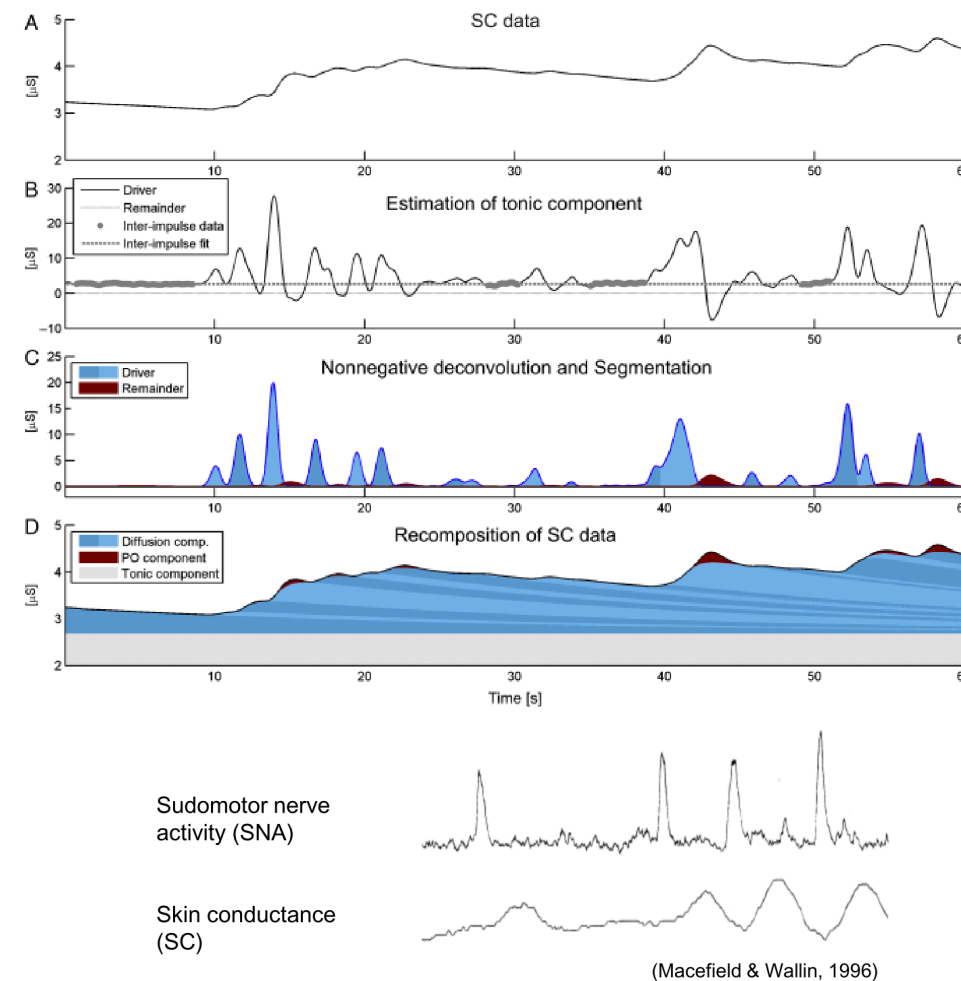 A
SC data
[μS]
5
4
3
2
10
20
30
40
50
6
B
Estimation of tonic component
Driver
Remainder
Inter-impulse data
Inter-impulse fit
[μS]
30
20
10
0
−10
10
20
30
40
50
6
C
Nonnegative deconvolution and Segmentation
Driver
Remainder
[μS]
25
20
15
10
5
0
10
20
30
40
50
6
D
Recomposition of SC data
Diffusion comp.
PO component
Tonic component
[μS]
5
4
3
2
10
20
30
40
50
6
Time [s]
Sudomotor nerve
activity (SNA)
Skin conductance
(SC)
(Macefield & Wallin, 1996)